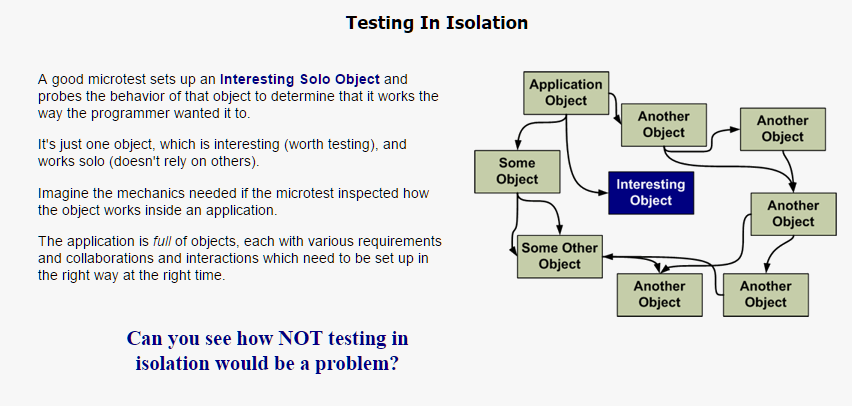 Testing In Isolation
A good microtest sets up an Interesting Solo Object and
probes the behavior of that object to determine that it works the
way the programmer wanted it to.
It's just one object, which is interesting (worth testing), and
works solo (doesn't rely on others).
Imagine the mechanics needed if the microtest inspected how
the object works inside an application.
The application is full of objects, each with various requirements
and collaborations and interactions which need to be set up in
the right way at the right time.
Can you see how NOT testing in
isolation would be a problem?
Application
Object
Another
Object
Another
Object
Some
Object
Interesting
Object
Another
Object
Some Other
Object
Another
Object
Another
Object